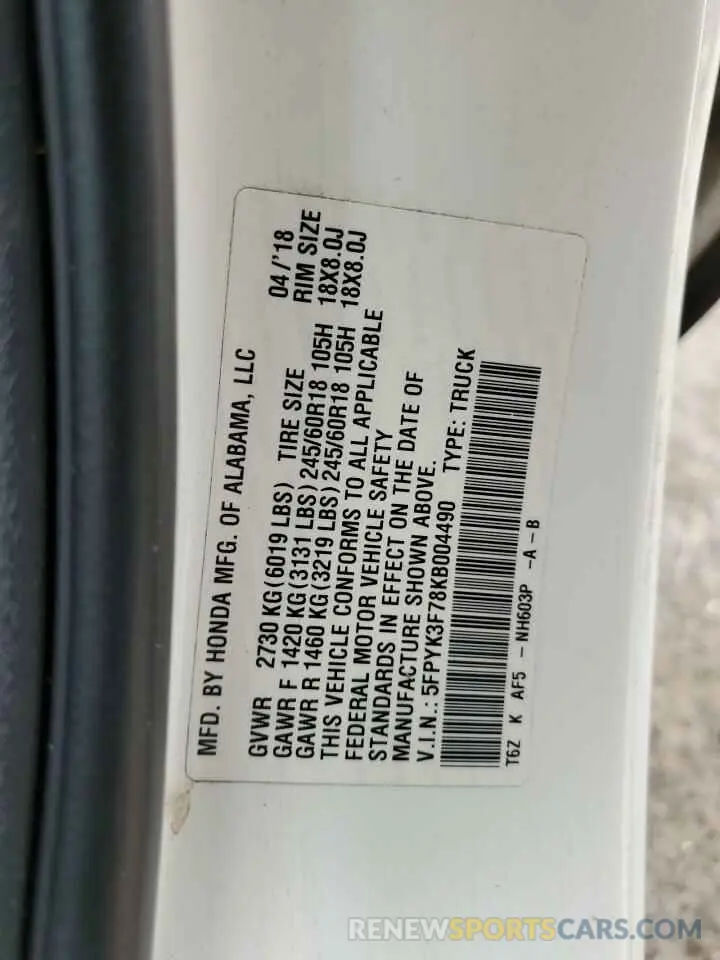 MFD. BY HONDA MFG. OF ALABAMA, LLC
04/'18
GVWR 2730 KG(6019 LBS) TIRE SIZE RIM SIZE
GAWR F 1420 KG(3131 LBS) 245/60R18 105H 18X8.0J
GAWR R 1460 KG(3219 LBS) 245/60R18 105H 18X8.0J
THIS VEHICLE CONFORMS TO ALL APPLICABLE
FEDERAL MOTOR VEHICLE SAFETY
STANDARDS IN EFFECT ON THE DATE OF
MANUFACTURE SHOWN ABOVE.
V.I.N.: 5FPYK3F78KB004490 TYPE: TRUCK
T6Z K AF5 - NH603P -A-B
RENEWSPORTSCARS.COM